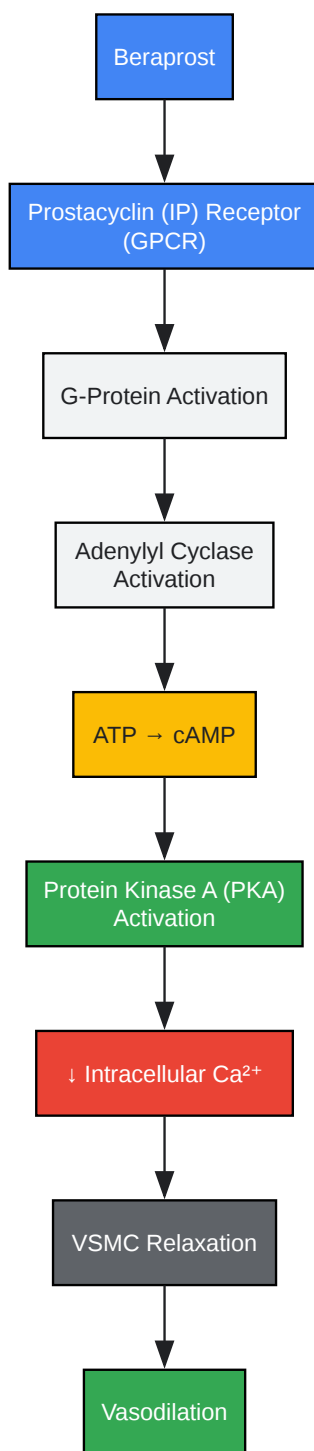 Beraprost
Prostacyclin (IP) Receptor
(GPCR)
G-Protein Activation
Adenylyl Cyclase
Activation
ATP → cAMP
Protein Kinase A (PKA)
Activation
↓ Intracellular Ca²⁺
VSMC Relaxation
Vasodilation